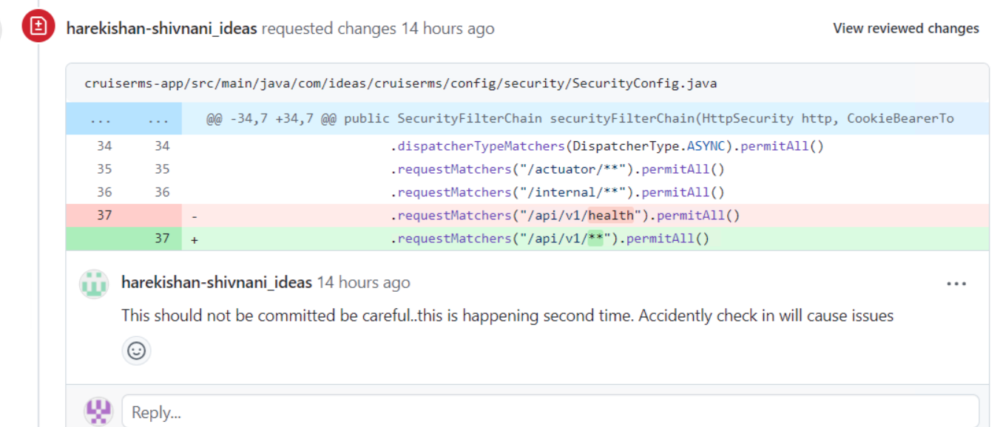 harekishan-shivnani_ideas requested changes 14 hours ago View reviewed changes
cruiserms-app/src/main/java/com/ideas/cruiserms/config/security/SecurityConfig.java
... ... @@ -34,7 +34,7 @@ public SecurityFilterChain securityFilterChain(HttpSecurity http, CookieBearerTo
34 34 .dispatcherTypeMatchers(DispatcherType.ASYNC).permitAll()
35 35 .requestMatchers("/actuator/**").permitAll()
36 36 .requestMatchers("/internal/**").permitAll()
37 - .requestMatchers("/api/v1/health").permitAll()
37 + .requestMatchers("/api/v1/**").permitAll()
harekishan-shivnani_ideas 14 hours ago ...
This should not be committed be careful..this is happening second time. Accidently check in will cause issues
Reply...